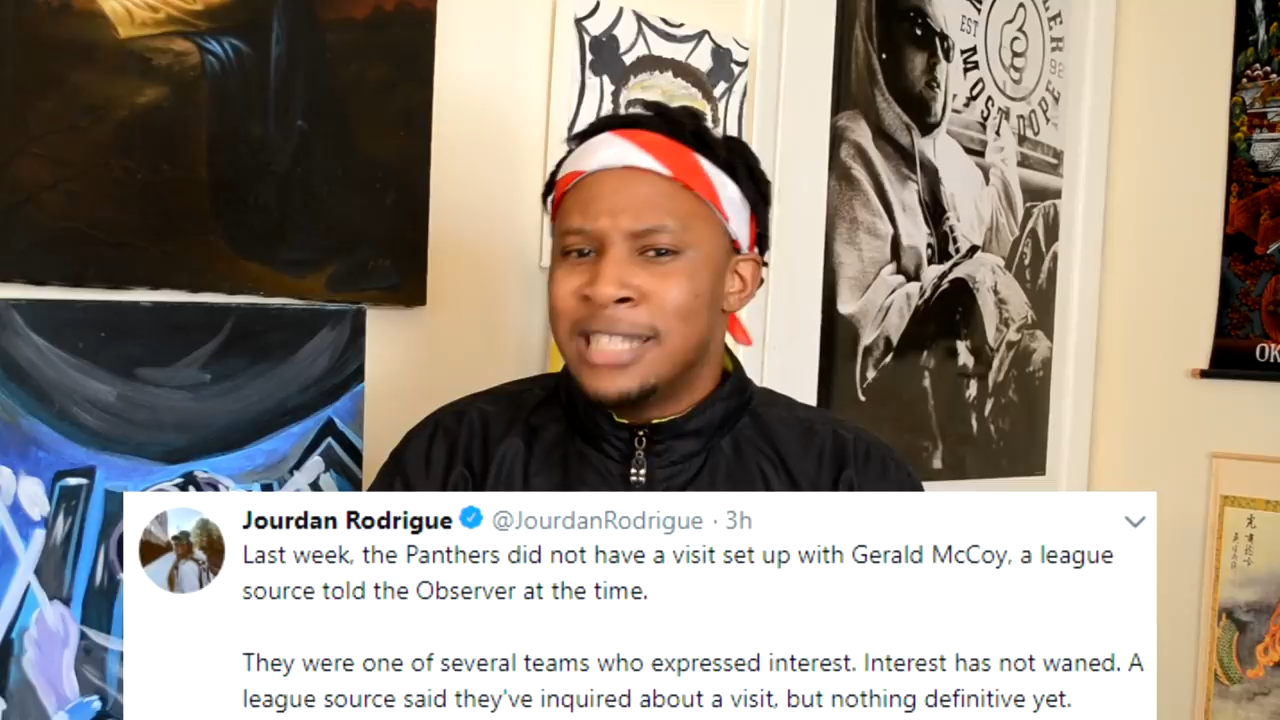 EST
92
MOST DOPE
OK
Jourdan Rodrigue @JourdanRodrigue · 3h
Last week, the Panthers did not have a visit set up with Gerald McCoy, a league
source told the Observer at the time.
They were one of several teams who expressed interest. Interest has not waned. A
league source said they've inquired about a visit, but nothing definitive yet.